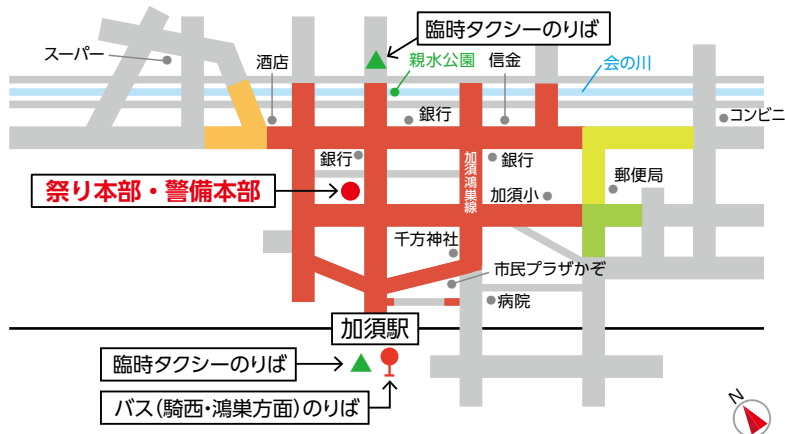 臨時タクシーのりば
スーパー
酒店
親水公園
信金
会の川
銀行
コンビニ
銀行
加須鴻巣線
銀行
郵便局
祭り本部・警備本部
加須小
千方神社
市民プラザかぞ
病院
加須駅
臨時タクシーのりば
バス(騎西・鴻巣方面)のりば
N